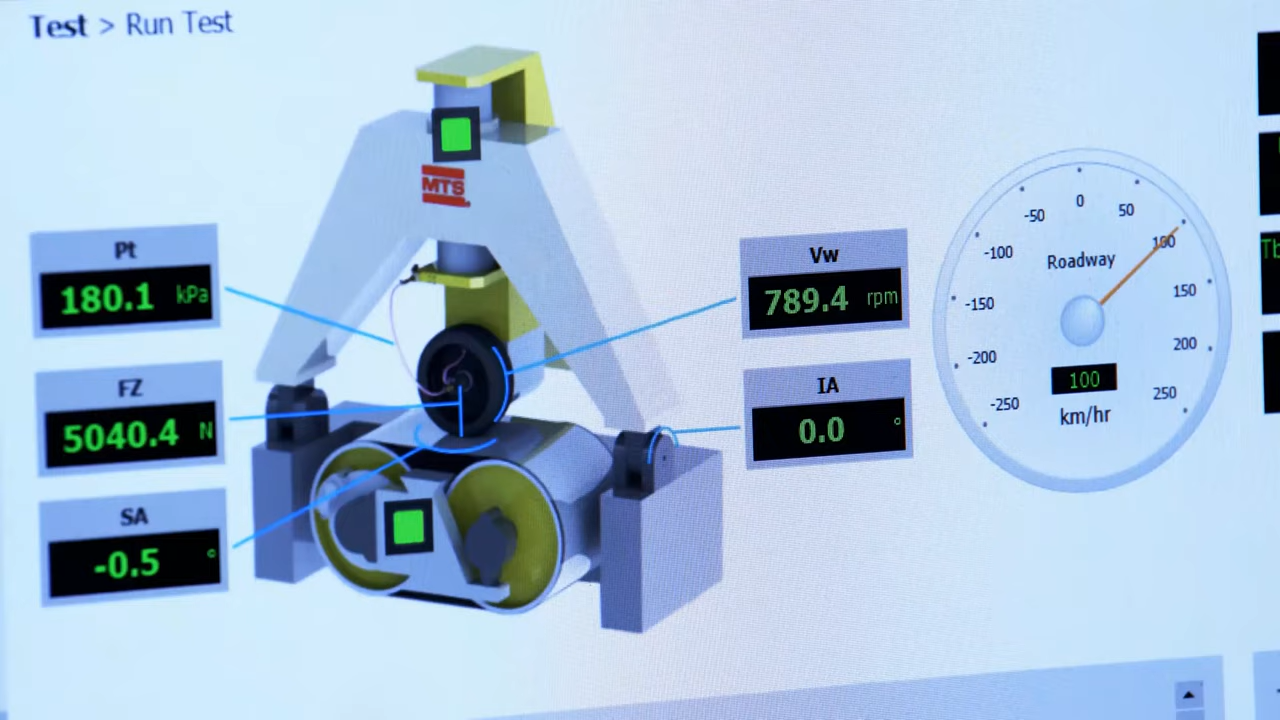 Test > Run Test
MTS
Pt
180.1 kPa
FZ
5040.4 N
SA
-0.5 °
Vw
789.4 rpm
IA
0.0 °
0
-50
50
-100
100
Roadway
-150
150
-200
200
-250
250
100
km/hr
Tb